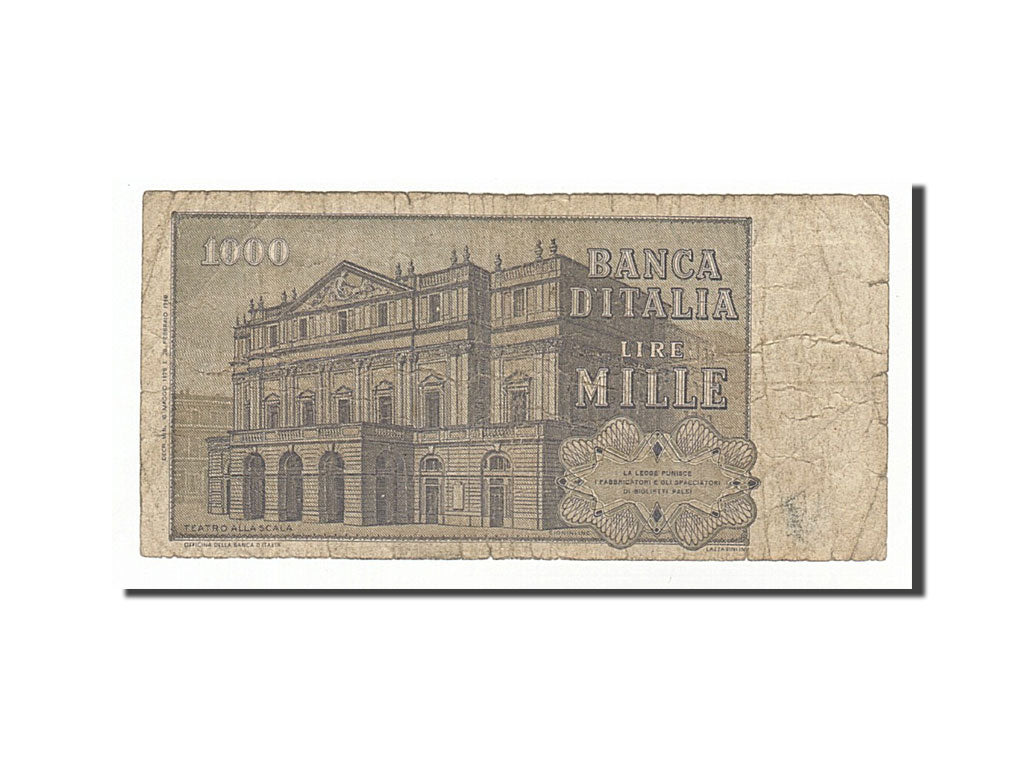 1000
BANCA
D'ITALIA
LIRE
MILLE
LA LEGGE PUNISCE
I FABBRICATORI E GLI SPACCIATORI
DI BIGLIETTI FALSI
TEATRO ALLA SCALA
OFFICINA DELLA BANCA D'ITALIA